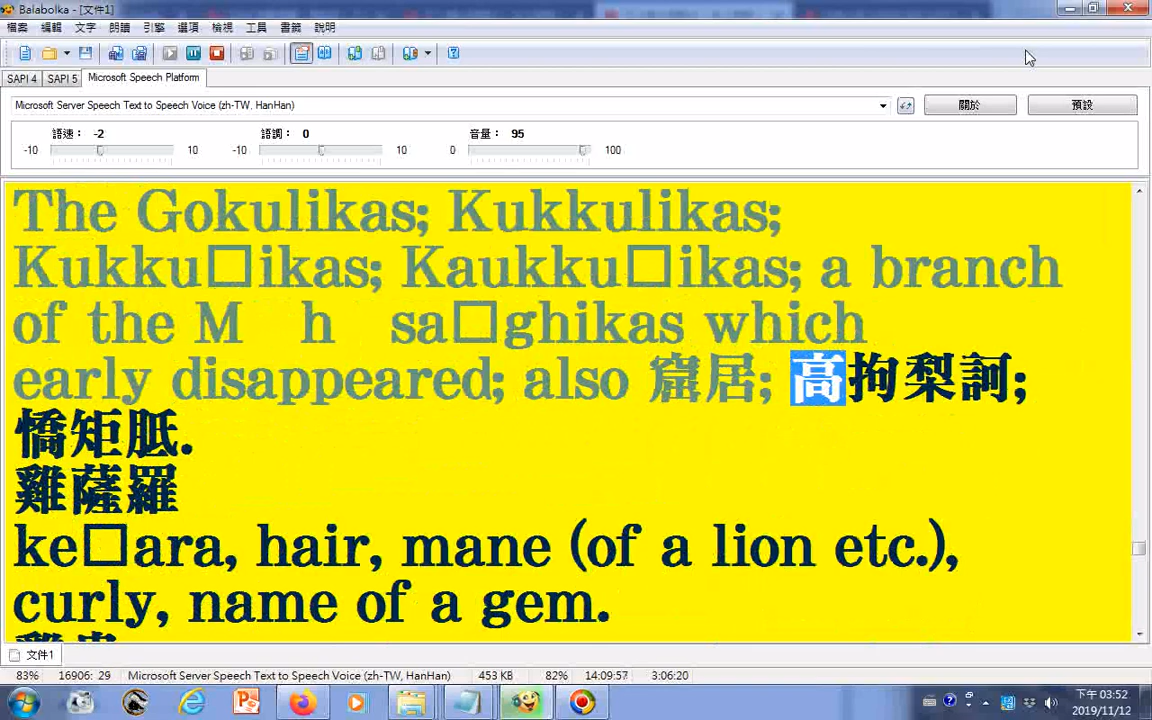 Balabolka - [文件1]
檔案 編輯 文字 朗讀 引擎 選項 檢視 工具 書籤 說明
SAPI 4 SAPI 5 Microsoft Speech Platform
Microsoft Server Speech Text to Speech Voice (zh-TW, HanHan) 關於 預設
語速： -2 語調： 0 音量： 95
-10 10 -10 10 0 100
The Gokulikas; Kukkulikas;
Kukku□ikas; Kaukku□ikas; a branch
of the M h sa□ghikas which
early disappeared; also 窟居; 高拘梨訶;
憍矩胝.
雞薩羅
ke□ara, hair, mane (of a lion etc.),
curly, name of a gem.
文件1
83% 16906: 29 Microsoft Server Speech Text to Speech Voice (zh-TW, HanHan) 453 KB 82% 14:09:57 3:06:20
下午 03:52
2019/11/12